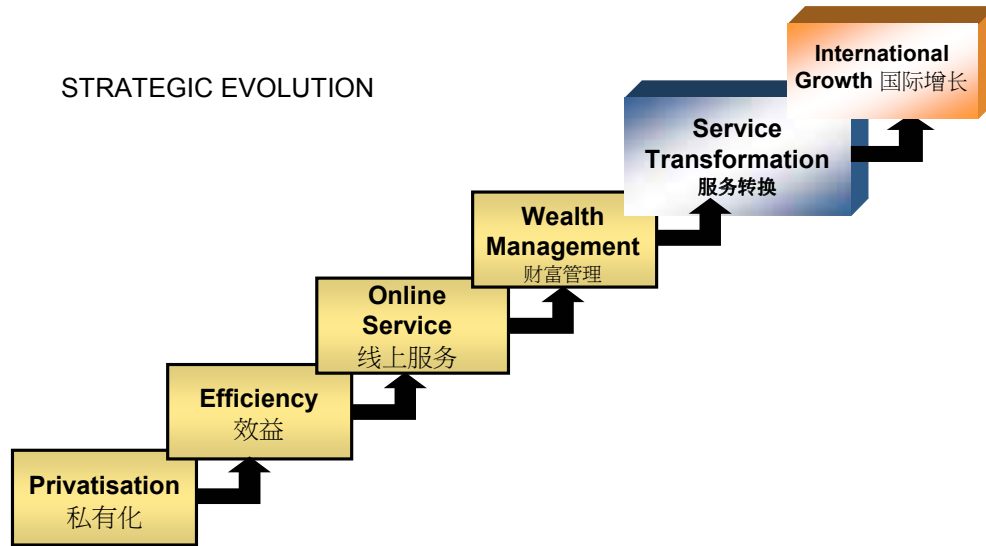 STRATEGIC EVOLUTION
International
Growth 国际增长
Service
Transformation
服务转换
Wealth
Management
财富管理
Online
Service
线上服务
Efficiency
效益
Privatisation
私有化